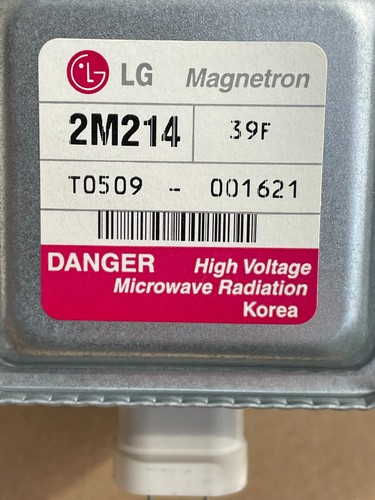 LG Magnetron
2M214 39F
T0509 - 001621
DANGER High Voltage
Microwave Radiation
Korea